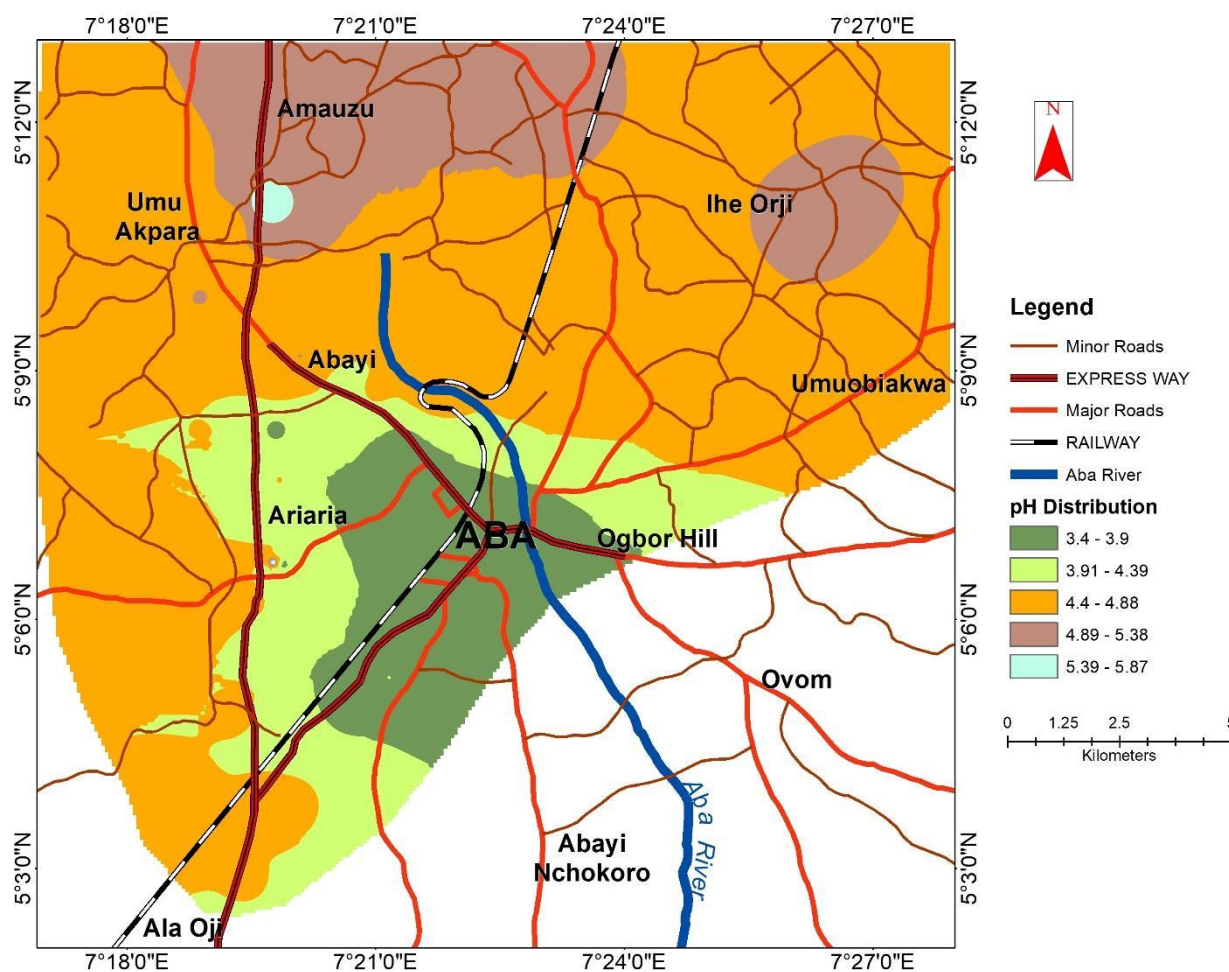 7°18'0"E
7°21'0"E
7°24'0"E
7°27'0"E
5°12'0"N
5°9'0"N
5°6'0"N
5°3'0"N
Amauzu
Umu
Akpara
Ihe Orji
Abayi
Umuobiakwa
Ariaria
ABA
Ogbor Hill
Ovom
Abayi
Nchokoro
Aba River
Ala Oji
5°12'0"N
5°9'0"N
5°6'0"N
5°3'0"N
7°18'0"E
7°21'0"E
7°24'0"E
7°27'0"E
N
Legend
Minor Roads
EXPRESS WAY
Major Roads
RAILWAY
Aba River
pH Distribution
3.4 - 3.9
3.91 - 4.39
4.4 - 4.88
4.89 - 5.38
5.39 - 5.87
0 1.25 2.5 5
Kilometers